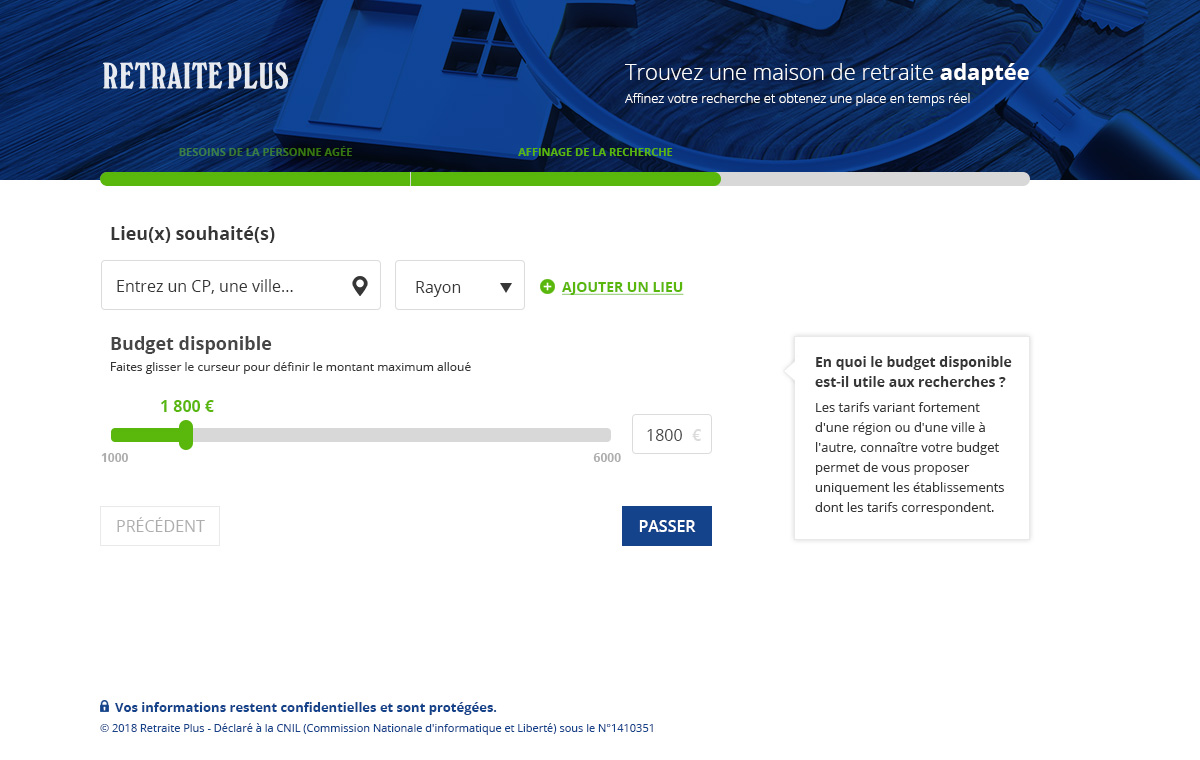 RETRAITE PLUS
Trouvez une maison de retraite adaptée
Affinez votre recherche et obtenez une place en temps réel
BESOINS DE LA PERSONNE AGÉE
AFFINAGE DE LA RECHERCHE
Lieu(x) souhaité(s)
Entrez un CP, une ville...
Rayon
AJOUTER UN LIEU
Budget disponible
Faites glisser le curseur pour définir le montant maximum alloué
1 800 €
1800 €
1000
6000
En quoi le budget disponible
est-il utile aux recherches ?
Les tarifs variant fortement
d'une région ou d'une ville à
l'autre, connaître votre budget
permet de vous proposer
uniquement les établissements
dont les tarifs correspondent.
PRÉCÉDENT
PASSER
Vos informations restent confidentielles et sont protégées.
© 2018 Retraite Plus - Déclaré à la CNIL (Commission Nationale d'informatique et Liberté) sous le N°1410351